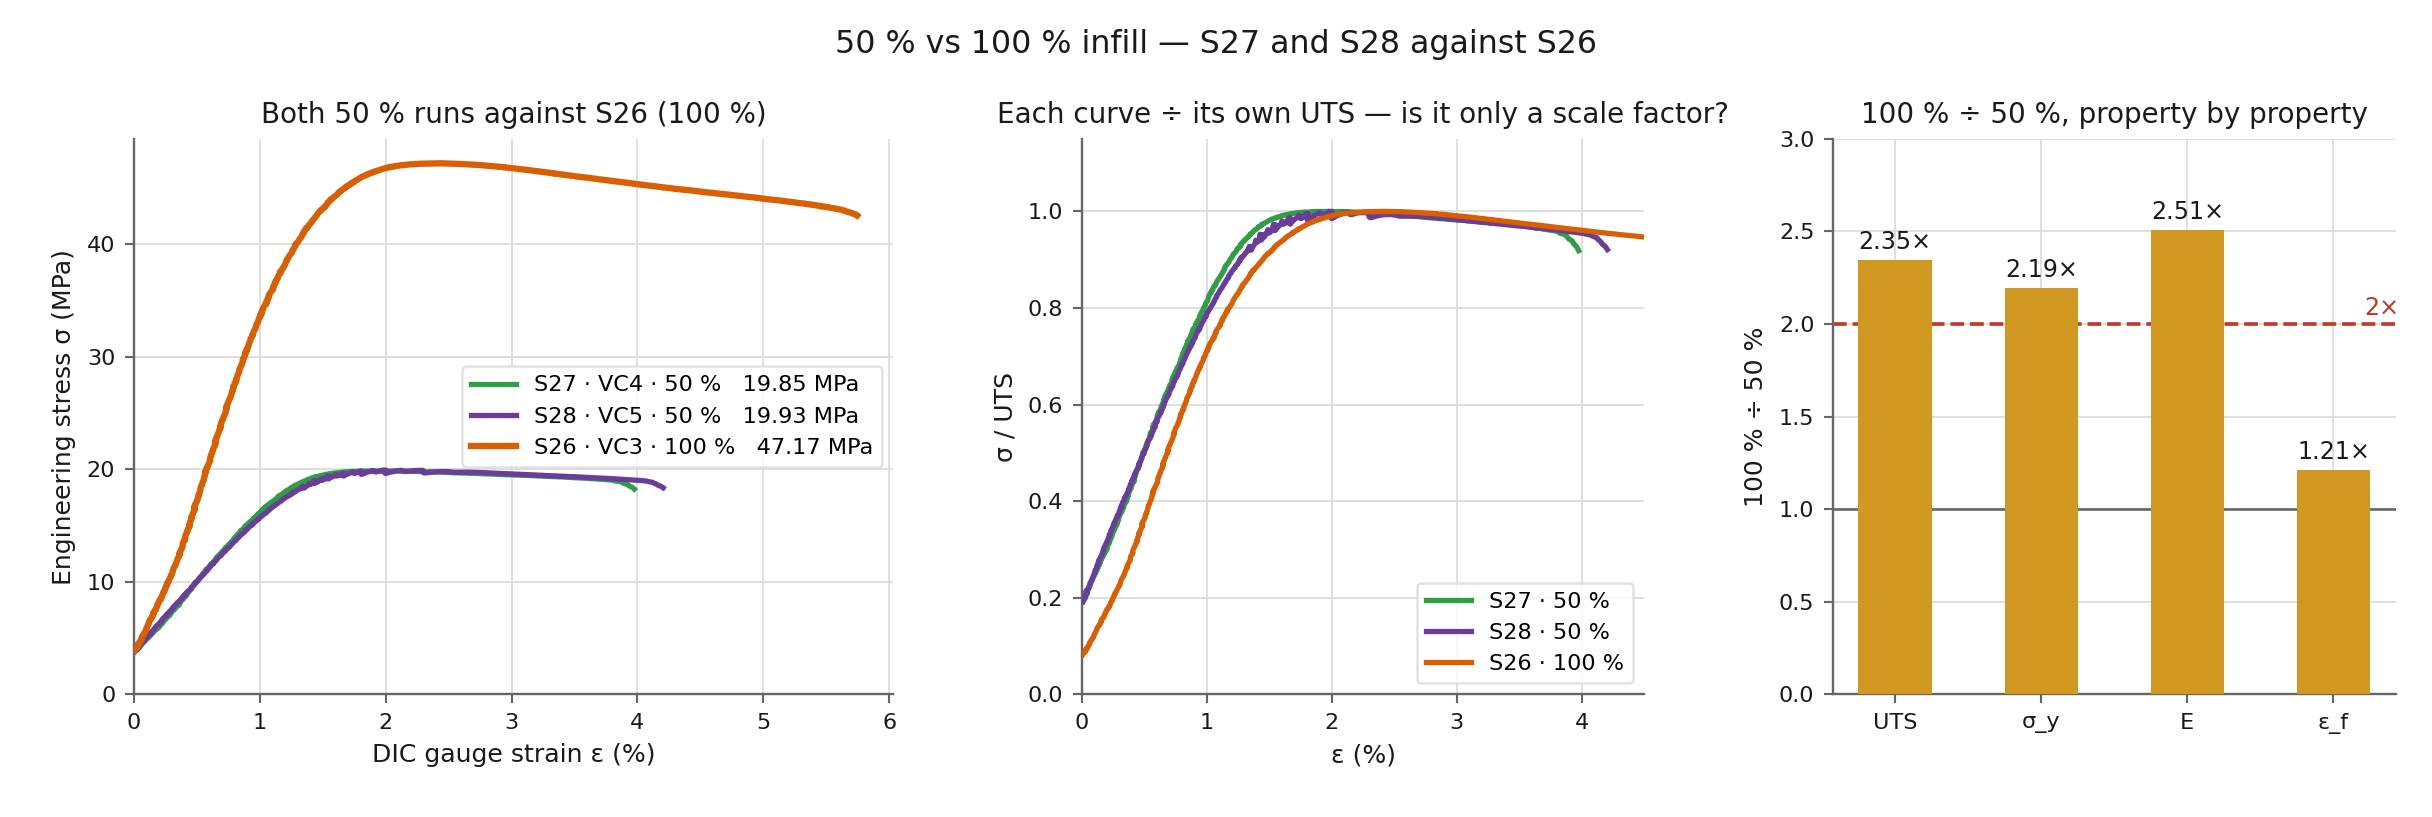 50 % vs 100 % infill — S27 and S28 against S26
Both 50 % runs against S26 (100 %)
Engineering stress σ (MPa)
40
30
20
10
0
S27 · VC4 · 50 %   19.85 MPa
S28 · VC5 · 50 %   19.93 MPa
S26 · VC3 · 100 %   47.17 MPa
0 1 2 3 4 5 6
DIC gauge strain ε (%)
Each curve ÷ its own UTS — is it only a scale factor?
σ / UTS
1.0
0.8
0.6
0.4
0.2
0.0
S27 · 50 %
S28 · 50 %
S26 · 100 %
0 1 2 3 4
ε (%)
100 % ÷ 50 %, property by property
100 % ÷ 50 %
3.0
2.5
2.0
1.5
1.0
0.5
0.0
2.35×
2.19×
2.51×
1.21×
2×
UTS σ_y E ε_f